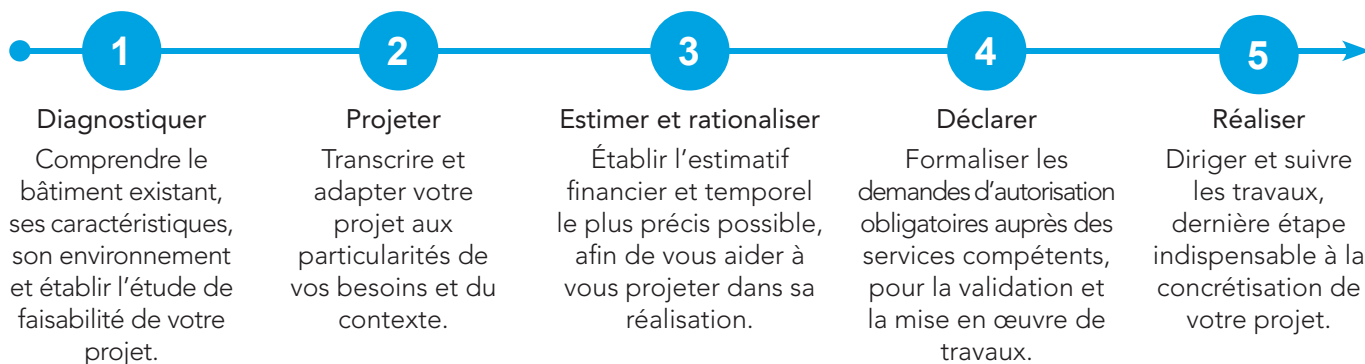 1
Diagnostiquer
Comprendre le
bâtiment existant,
ses caractéristiques,
son environnement
et établir l'étude de
faisabilité de votre
projet.
2
Projeter
Transcrire et
adapter votre
projet aux
particularités de
vos besoins et du
contexte.
3
Estimer et rationaliser
Établir l'estimatif
financier et temporel
le plus précis possible,
afin de vous aider à
vous projeter dans sa
réalisation.
4
Déclarer
Formaliser les
demandes d'autorisation
obligatoires auprès des
services compétents,
pour la validation et
la mise en œuvre de
travaux.
5
Réaliser
Diriger et suivre
les travaux,
dernière étape
indispensable à la
concrétisation de
votre projet.